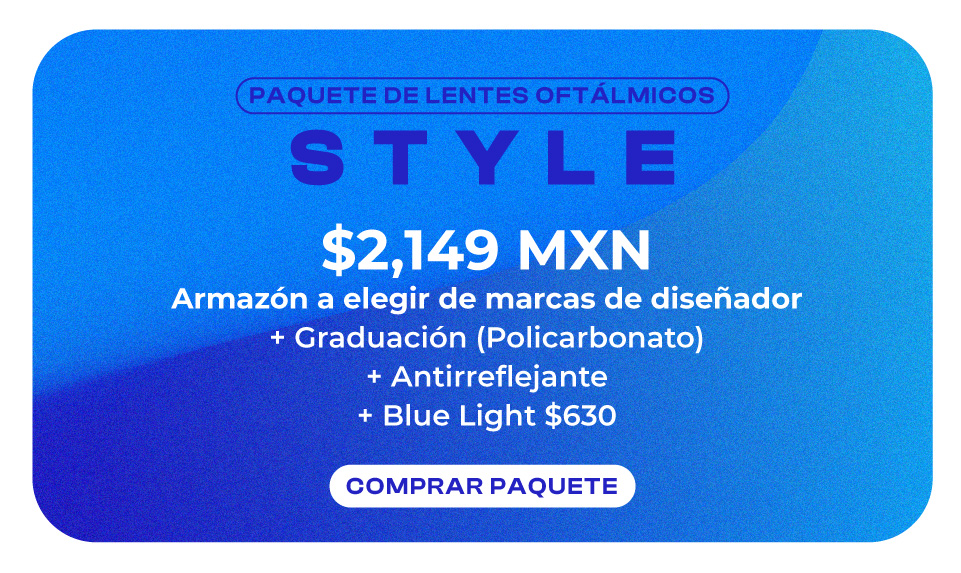 PAQUETE DE LENTES OFTÁLMICOS
STYLE
$2,149 MXN
Armazón a elegir de marcas de diseñador
+ Graduación (Policarbonato)
+ Antirreflejante
+ Blue Light $630
COMPRAR PAQUETE